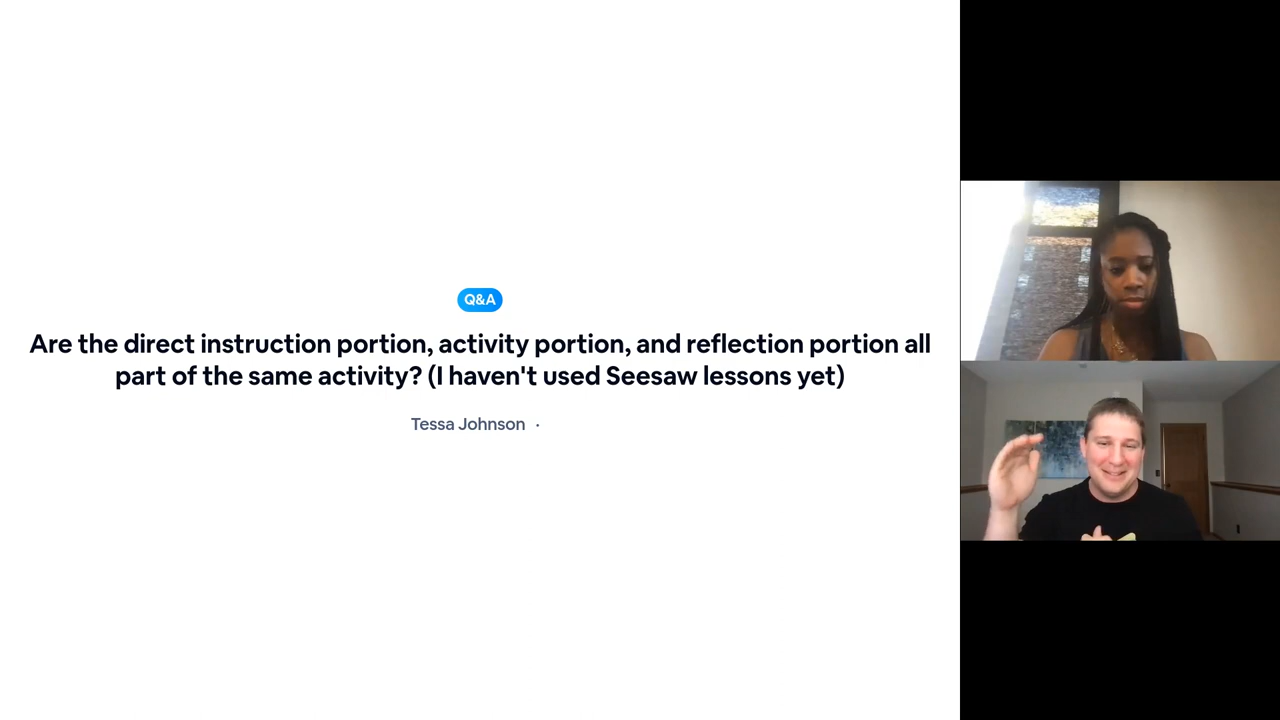 Q&A
Are the direct instruction portion, activity portion, and reflection portion all
part of the same activity? (I haven't used Seesaw lessons yet)
Tessa Johnson ·